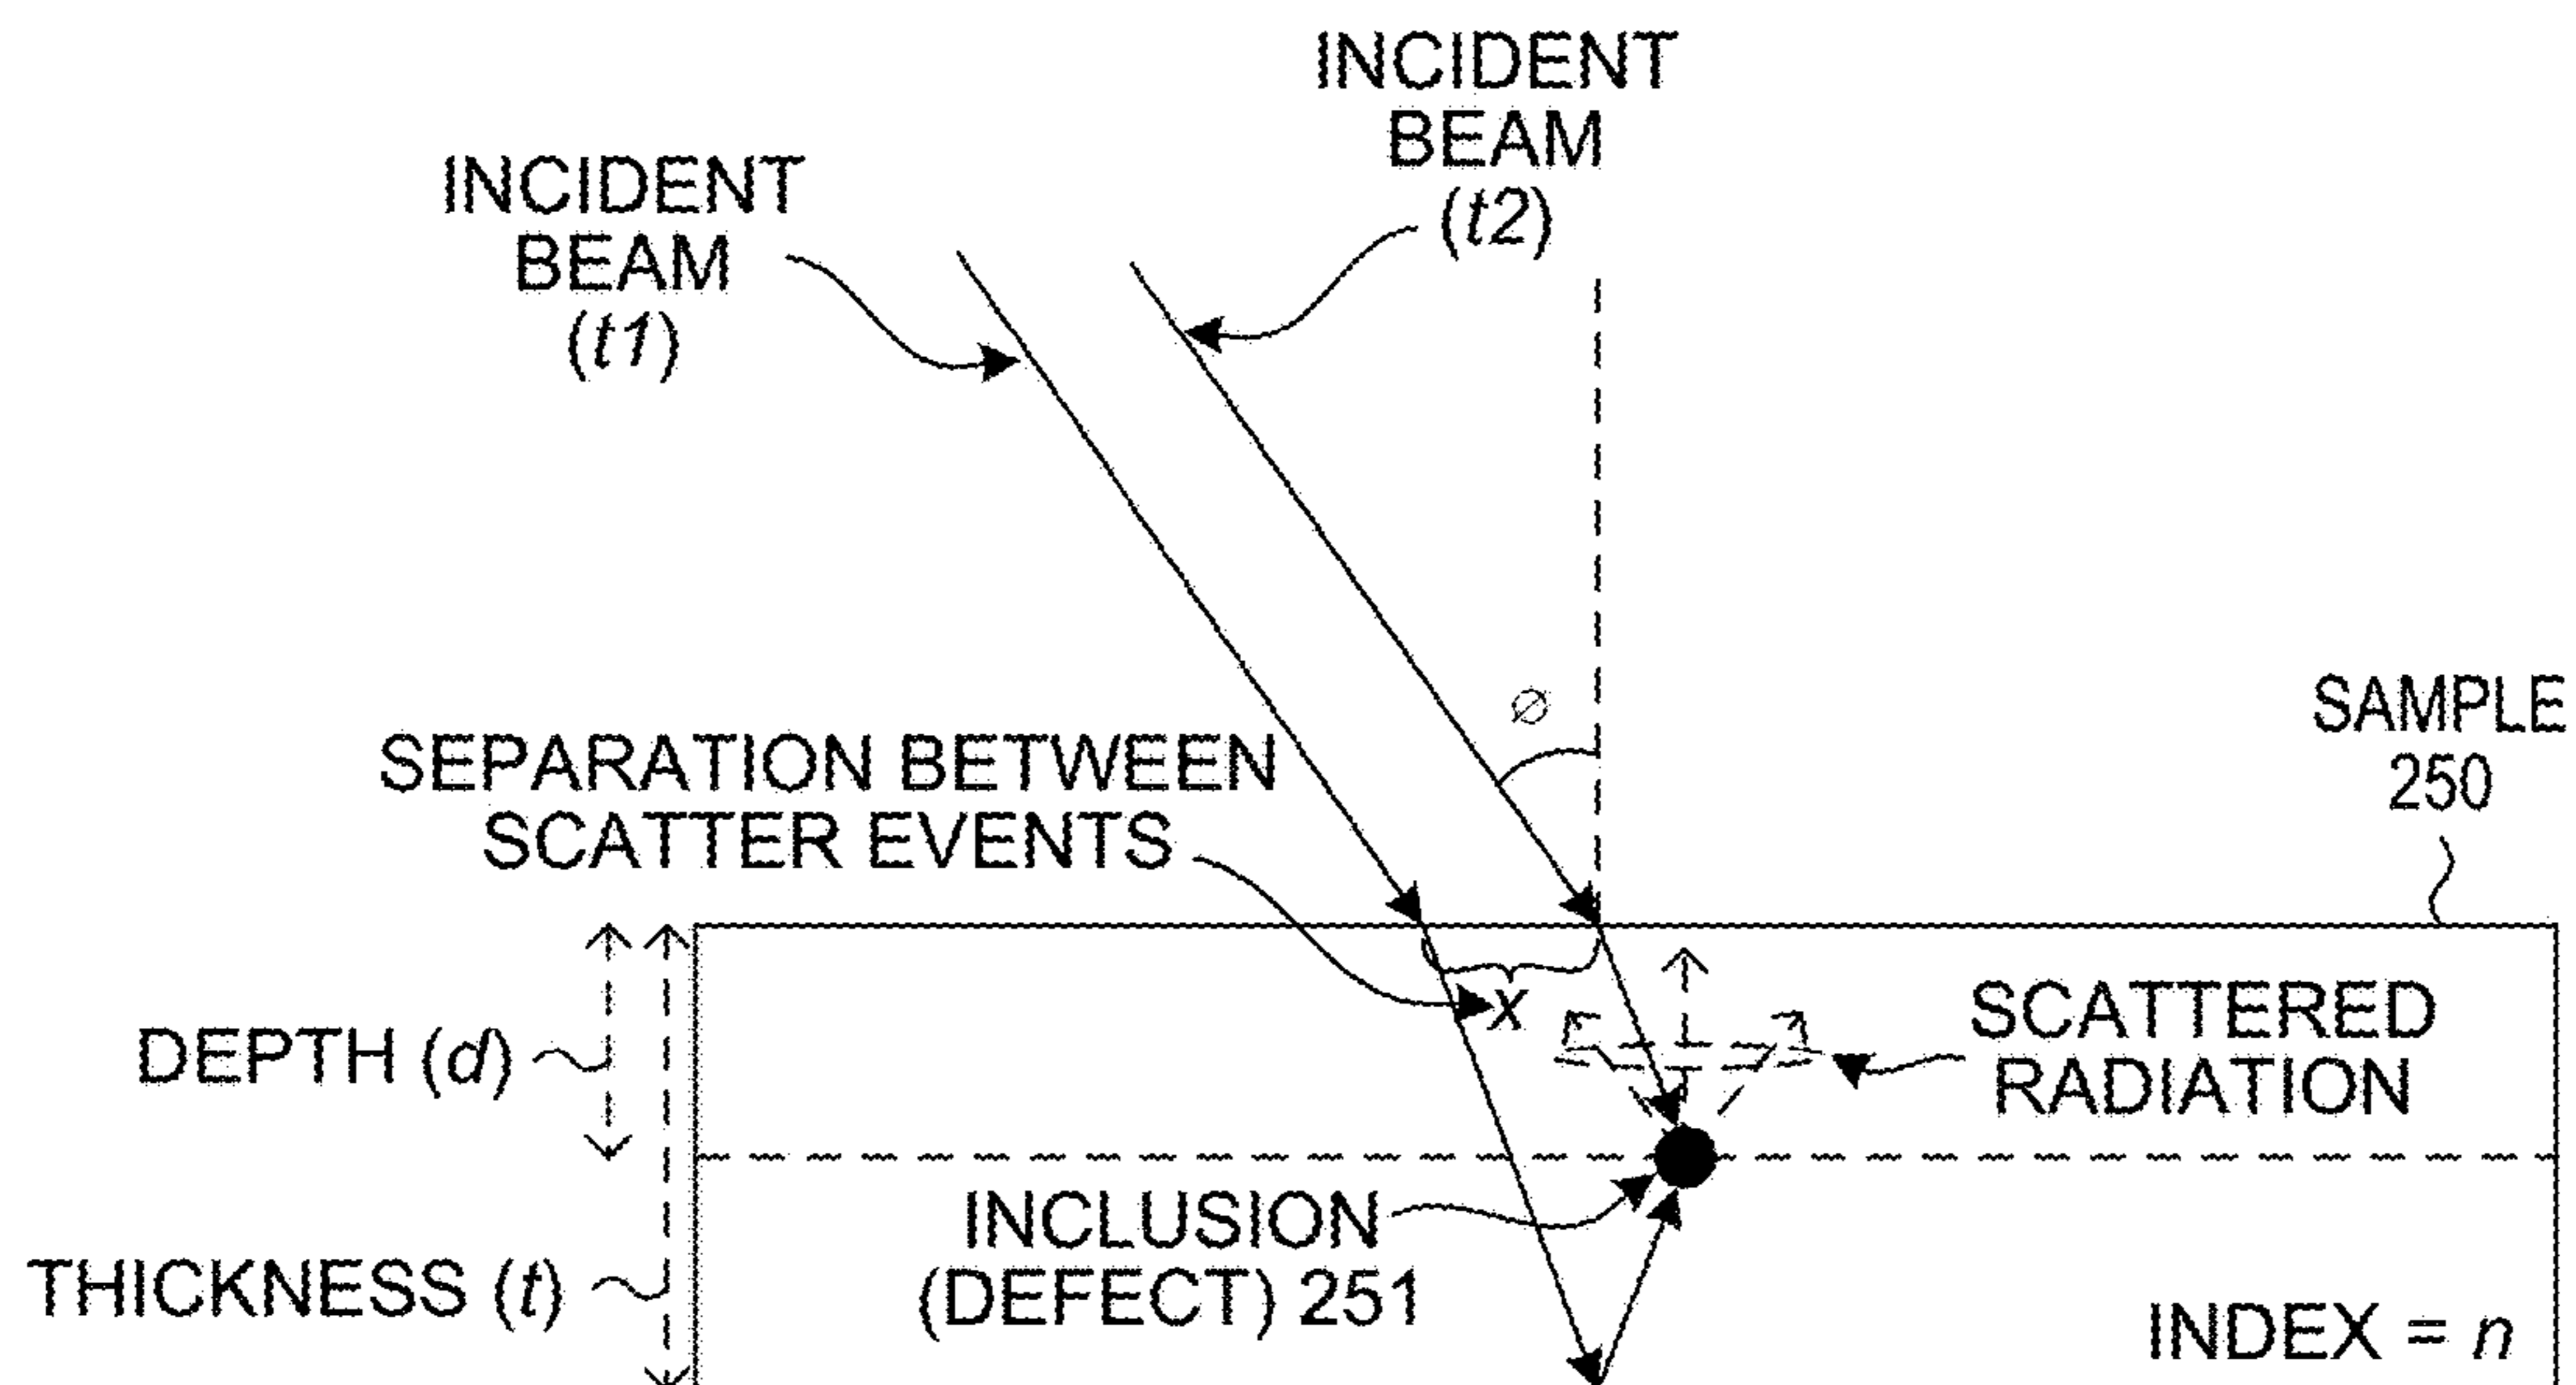 INCIDENT
BEAM
(t2)
INCIDENT
BEAM
(t1)
Ø
SAMPLE
250
SEPARATION BETWEEN
SCATTER EVENTS
x
SCATTERED
RADIATION
DEPTH (d)
INCLUSION
(DEFECT) 251
THICKNESS (t)
INDEX = n